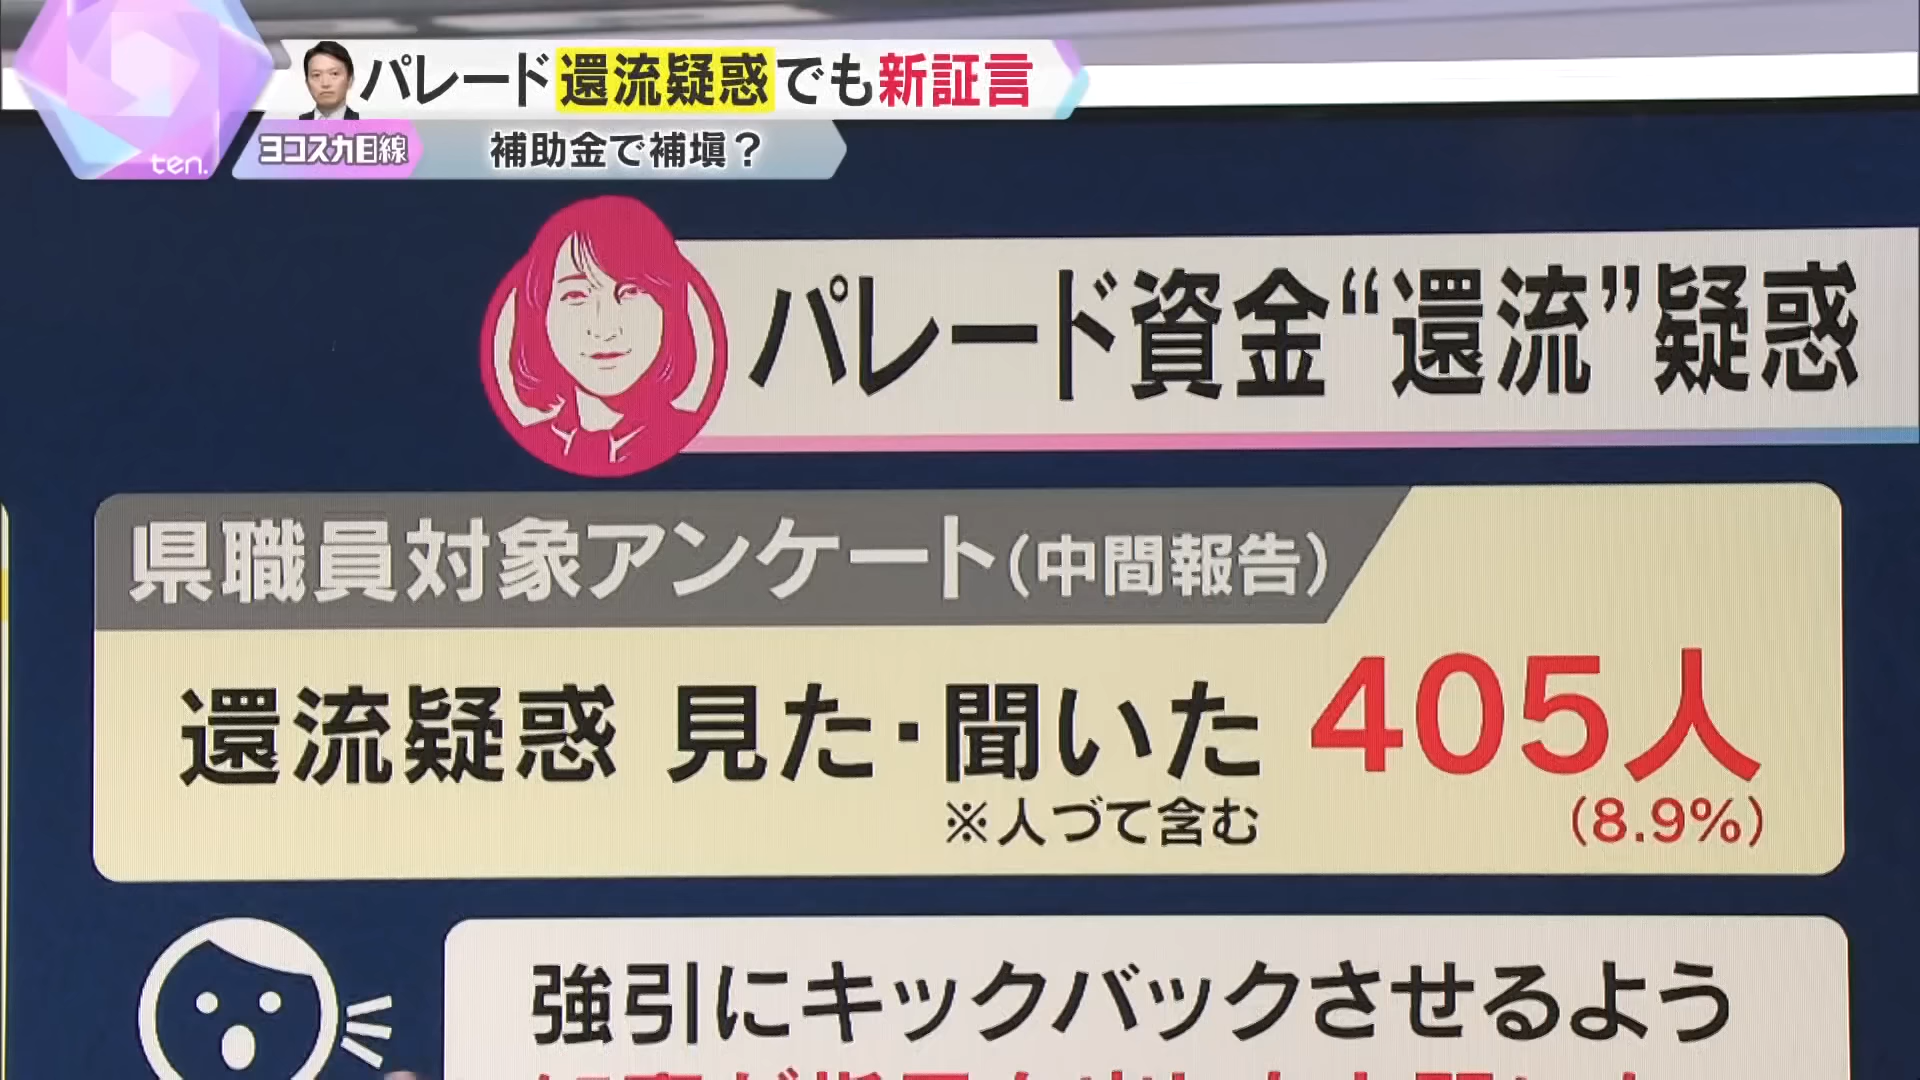 パレード還流疑惑でも新証言
ten.
ヨコスカ目線
補助金で補塡？
パレード資金“還流”疑惑
県職員対象アンケート(中間報告)
還流疑惑 見た・聞いた 405人
※人づて含む (8.9%)
強引にキックバックさせるよう